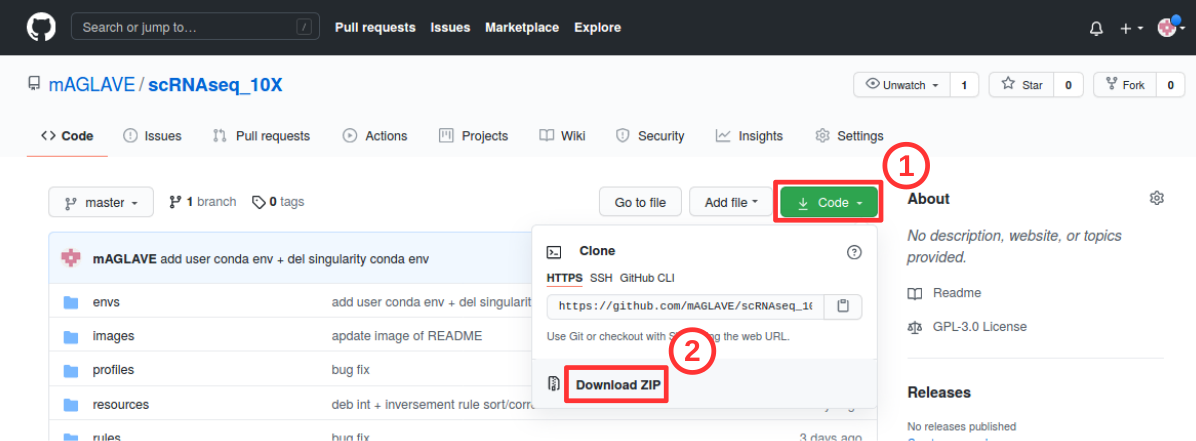 Search or jump to… / Pull requests Issues Marketplace Explore
mAGLAVE / scRNAseq_10X Unwatch 1 Star 0 Fork 0
Code Issues Pull requests Actions Projects Wiki Security Insights Settings
1
master 1 branch 0 tags Go to file Add file Code
About
No description, website, or topics
provided.
Readme
GPL-3.0 License
Releases
No releases published
mAGLAVE add user conda env + del singularity conda env
envs add user conda env + del singularit
images apdate image of README
profiles bug fix
resources deb int + inversement rule sort/corr
rules bug fix 3 days ago
Clone
HTTPS SSH GitHub CLI
https://github.com/mAGLAVE/scRNAseq_10
Use Git or checkout with the web URL.
2
Download ZIP